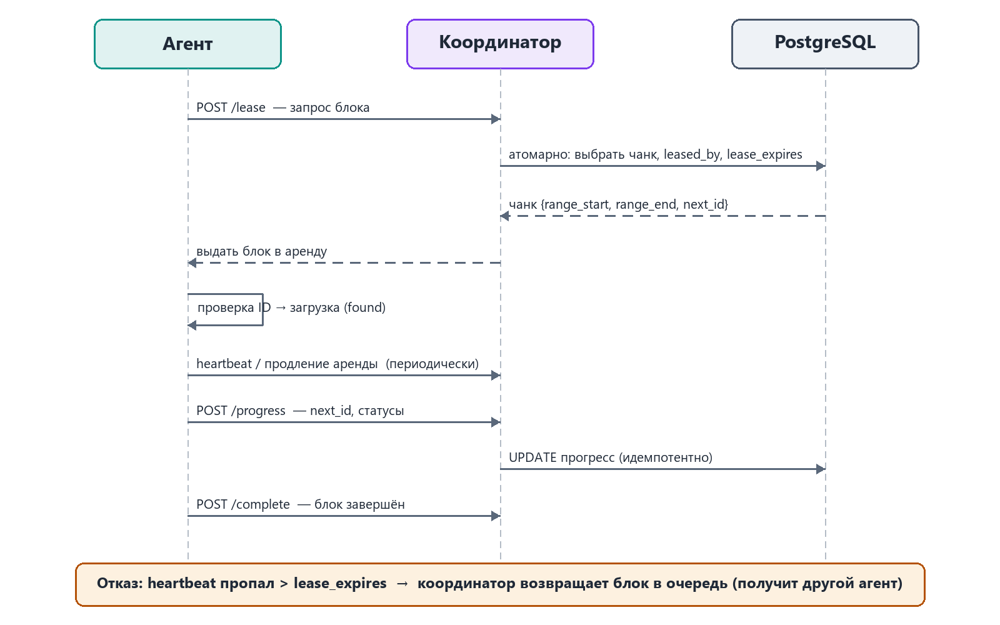 Агент
Координатор
PostgreSQL
POST /lease — запрос блока
атомарно: выбрать чанк, leased_by, lease_expires
чанк {range_start, range_end, next_id}
выдать блок в аренду
проверка ID → загрузка (found)
heartbeat / продление аренды (периодически)
POST /progress — next_id, статусы
UPDATE прогресс (идемпотентно)
POST /complete — блок завершён
Отказ: heartbeat пропал > lease_expires → координатор возвращает блок в очередь (получит другой агент)